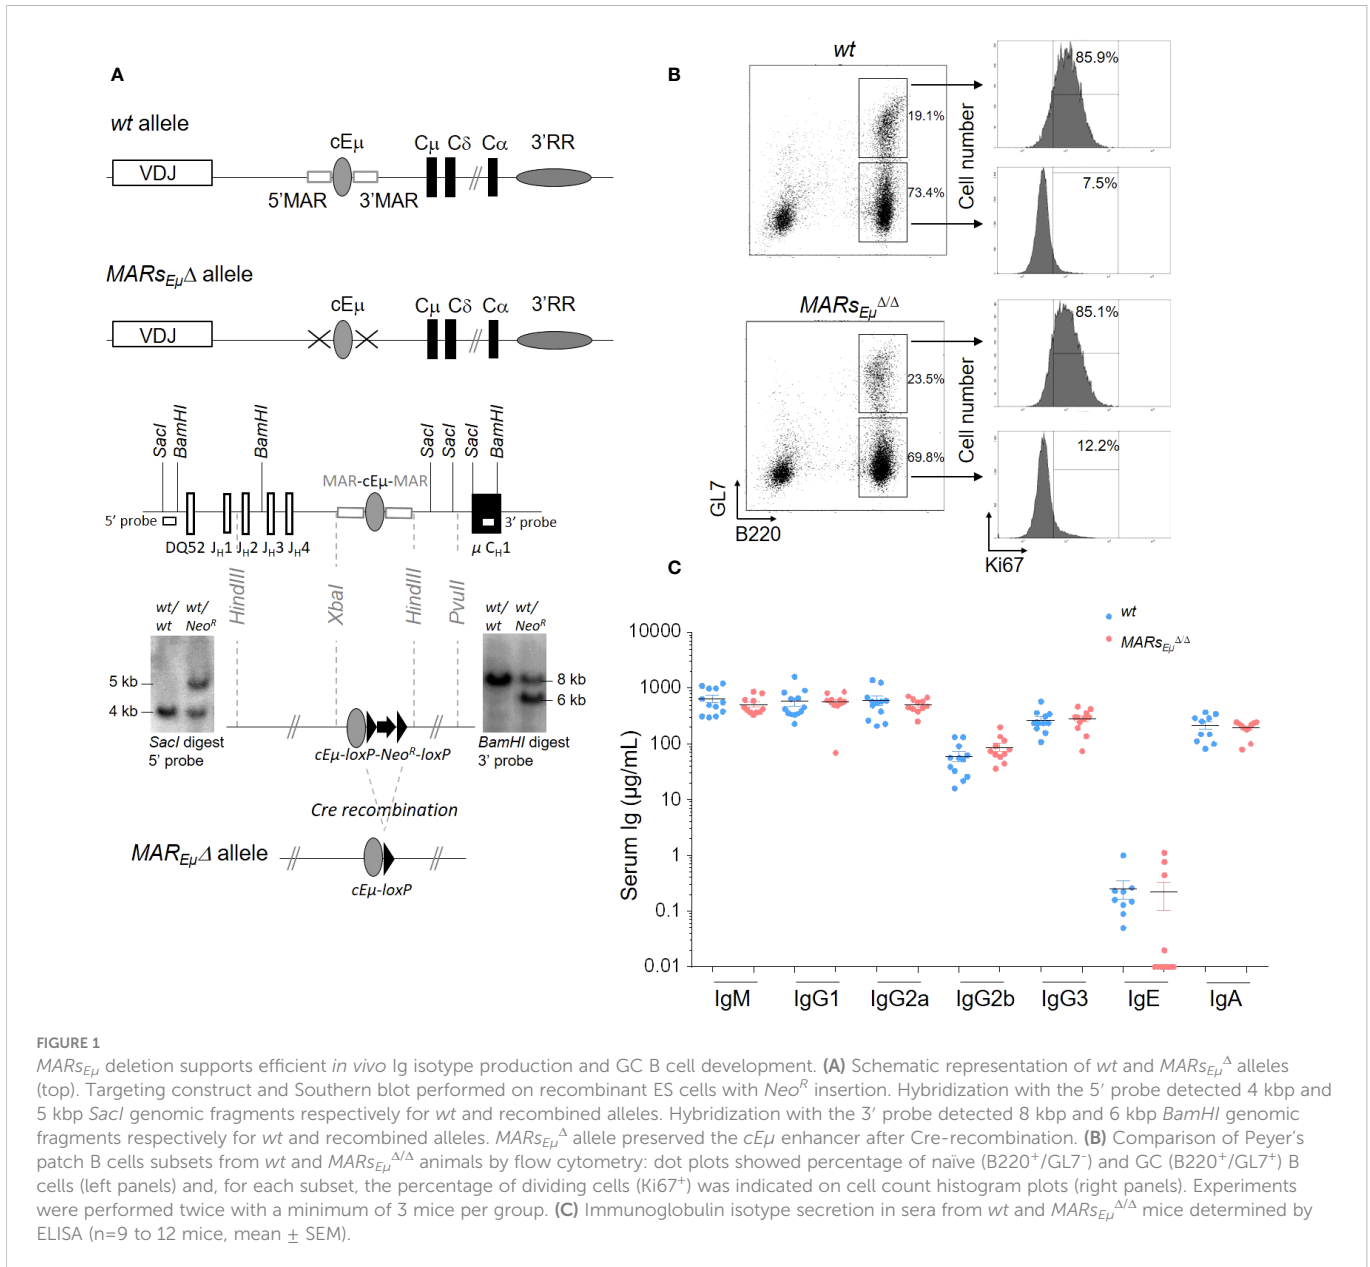 A
wt allele
VDJ
cEμ
5'MAR
3'MAR
Cμ Cδ Cα
3'RR
MARsEμΔ allele
VDJ
cEμ
Cμ Cδ Cα
3'RR
SacI
BamHI
BamHI
SacI
SacI
SacI
BamHI
MAR-cEμ-MAR
5' probe
3' probe
DQ52 JH1 JH2 JH3 JH4
μ CH1
HindIII
XbaI
HindIII
PvuII
wt/wt
wt/NeoR
5 kb
4 kb
SacI digest
5' probe
wt/wt
wt/NeoR
8 kb
6 kb
BamHI digest
3' probe
cEμ-loxP-NeoR-loxP
Cre recombination
MAREμΔ allele
cEμ-loxP
B
wt
19.1%
73.4%
Cell number
85.9%
7.5%
MARsEμΔ/Δ
23.5%
69.8%
Cell number
85.1%
12.2%
GL7
B220
Ki67
C
wt
MARsEμΔ/Δ
Serum Ig (μg/mL)
10000
1000
100
10
1
0.1
0.01
IgM IgG1 IgG2a IgG2b IgG3 IgE IgA
FIGURE 1
MARsEμ deletion supports efficient in vivo Ig isotype production and GC B cell development. (A) Schematic representation of wt and MARsEμΔ alleles
(top). Targeting construct and Southern blot performed on recombinant ES cells with NeoR insertion. Hybridization with the 5′ probe detected 4 kbp and
5 kbp SacI genomic fragments respectively for wt and recombined alleles. Hybridization with the 3′ probe detected 8 kbp and 6 kbp BamHI genomic
fragments respectively for wt and recombined alleles. MARsEμΔ allele preserved the cEμ enhancer after Cre-recombination. (B) Comparison of Peyer's
patch B cells subsets from wt and MARsEμΔ/Δ animals by flow cytometry: dot plots showed percentage of naïve (B220+/GL7-) and GC (B220+/GL7+) B
cells (left panels) and, for each subset, the percentage of dividing cells (Ki67+) was indicated on cell count histogram plots (right panels). Experiments
were performed twice with a minimum of 3 mice per group. (C) Immunoglobulin isotype secretion in sera from wt and MARsEμΔ/Δ mice determined by
ELISA (n=9 to 12 mice, mean ± SEM).